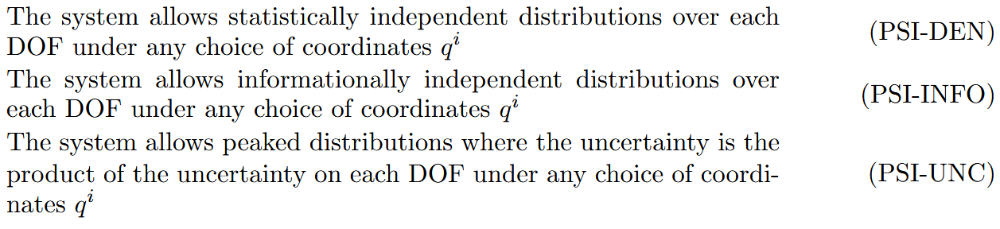 The system allows statistically independent distributions over each
DOF under any choice of coordinates q^i
(PSI-DEN)
The system allows informationally independent distributions over
each DOF under any choice of coordinates q^i
(PSI-INFO)
The system allows peaked distributions where the uncertainty is the
product of the uncertainty on each DOF under any choice of coordi-
nates q^i
(PSI-UNC)